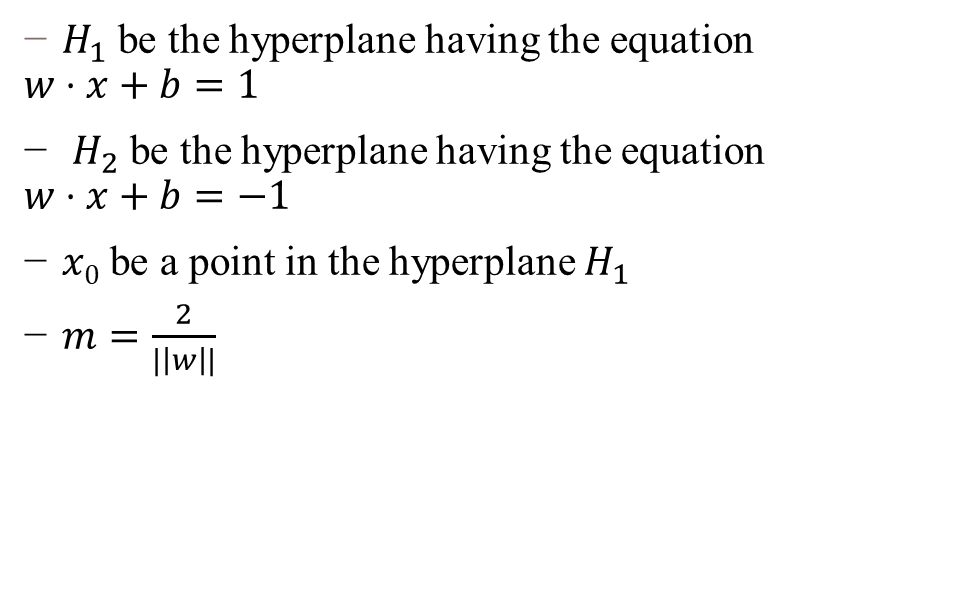 – H₁ be the hyperplane having the equation
w · x + b = 1
– H₂ be the hyperplane having the equation
w · x + b = −1
– x₀ be a point in the hyperplane H₁
– m = 2/||w||